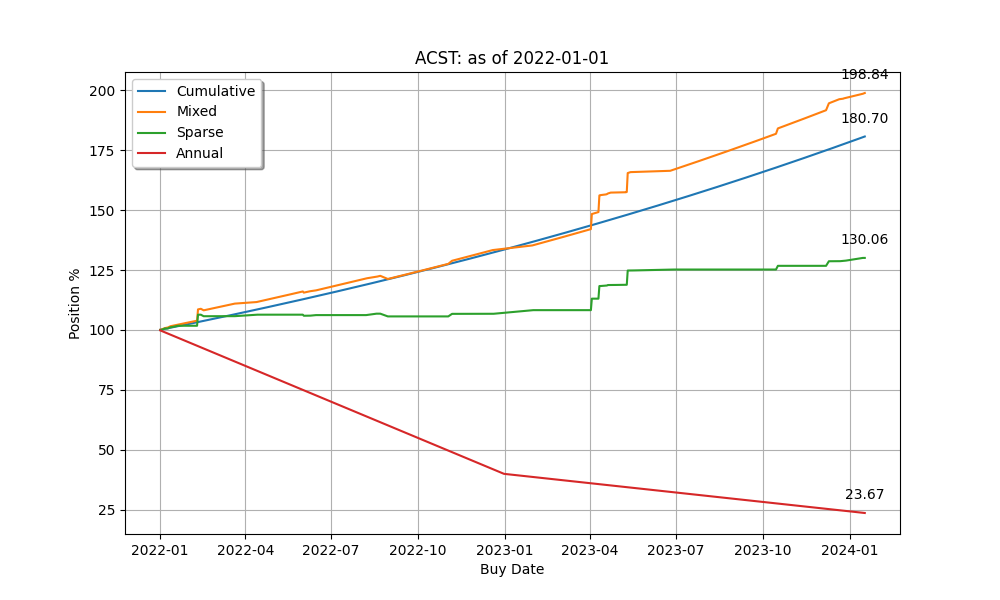 ACST: as of 2022-01-01
Cumulative
Mixed
Sparse
Annual
198.84
180.70
130.06
23.67
200
175
150
125
100
75
50
25
Position %
2022-01 2022-04 2022-07 2022-10 2023-01 2023-04 2023-07 2023-10 2024-01
Buy Date